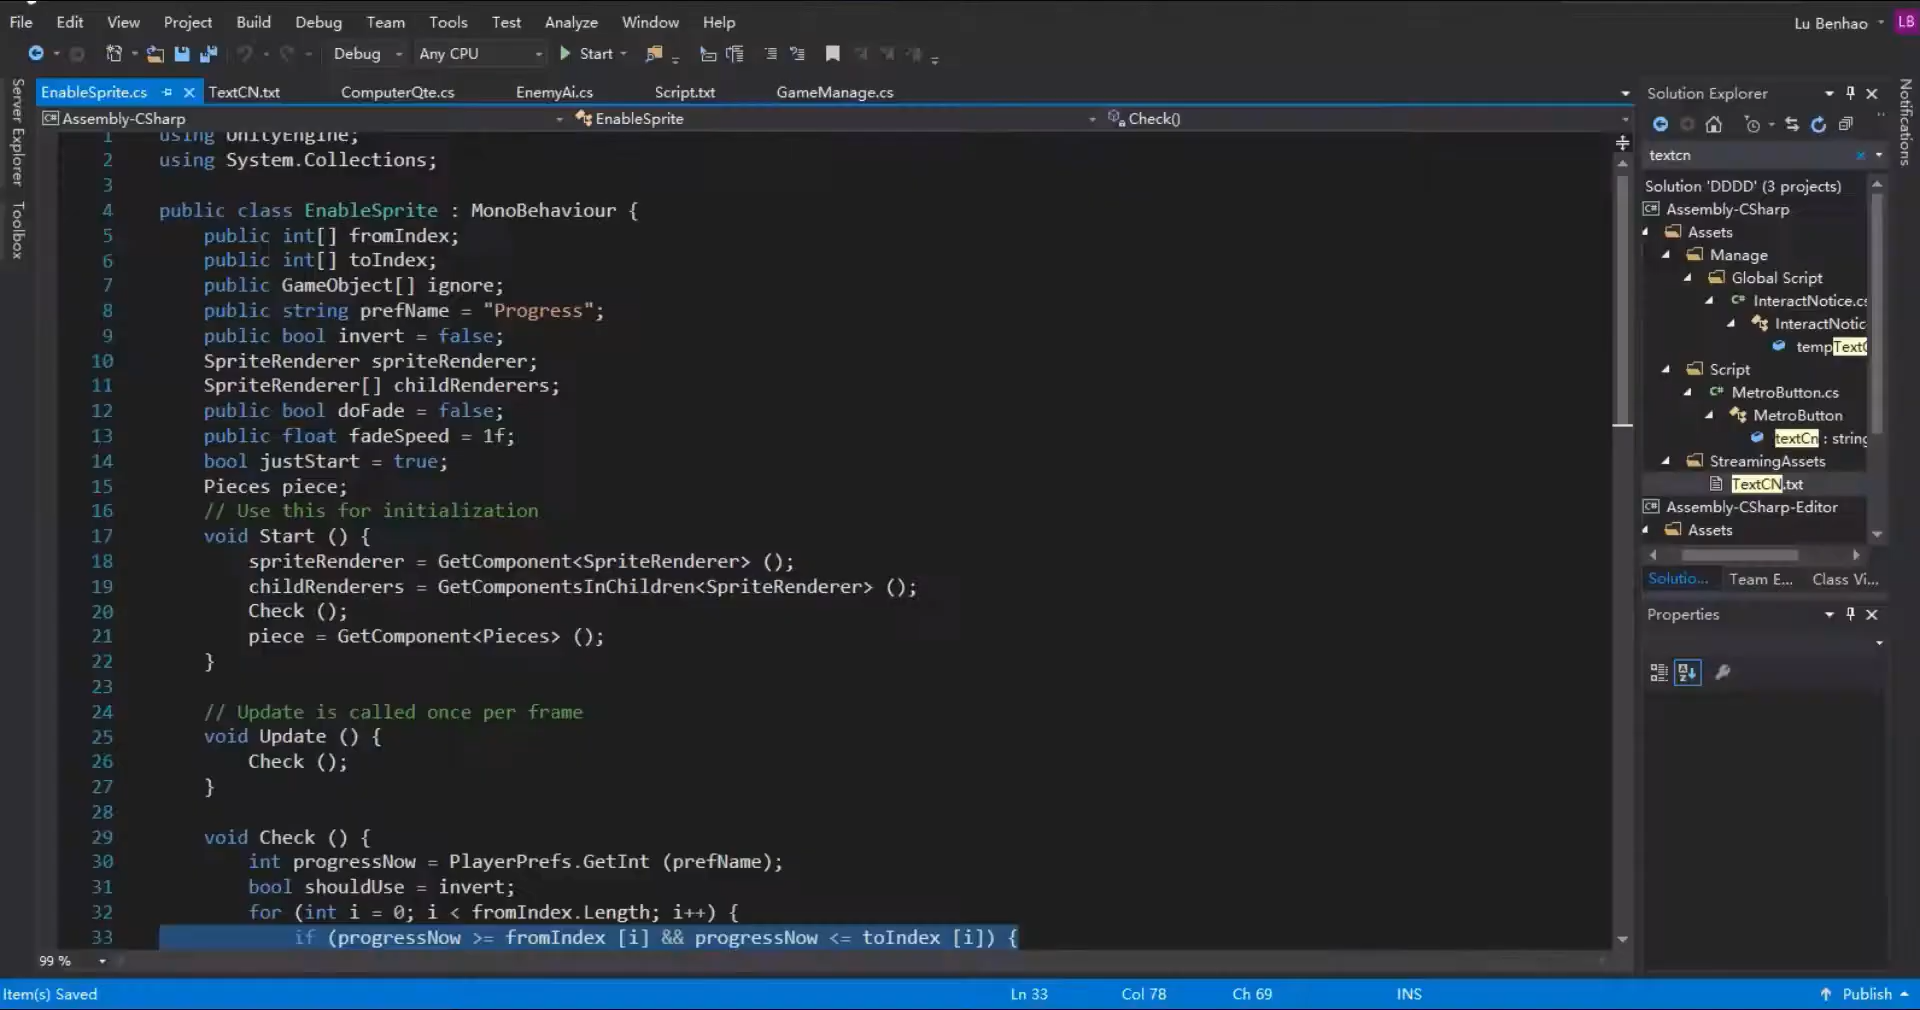 File Edit View Project Build Debug Team Tools Test Analyze Window Help
Lu Benhao LB
Debug Any CPU Start
EnableSprite.cs TextCN.txt ComputerQte.cs EnemyAi.cs Script.txt GameManage.cs
Assembly-CSharp EnableSprite Check()
Server Explorer
Toolbox
1 using UnityEngine;
2 using System.Collections;
3
4 public class EnableSprite : MonoBehaviour {
5 public int[] fromIndex;
6 public int[] toIndex;
7 public GameObject[] ignore;
8 public string prefName = "Progress";
9 public bool invert = false;
10 SpriteRenderer spriteRenderer;
11 SpriteRenderer[] childRenderers;
12 public bool doFade = false;
13 public float fadeSpeed = 1f;
14 bool justStart = true;
15 Pieces piece;
16 // Use this for initialization
17 void Start () {
18 spriteRenderer = GetComponent<SpriteRenderer> ();
19 childRenderers = GetComponentsInChildren<SpriteRenderer> ();
20 Check ();
21 piece = GetComponent<Pieces> ();
22 }
23
24 // Update is called once per frame
25 void Update () {
26 Check ();
27 }
28
29 void Check () {
30 int progressNow = PlayerPrefs.GetInt (prefName);
31 bool shouldUse = invert;
32 for (int i = 0; i < fromIndex.Length; i++) {
33 if (progressNow >= fromIndex [i] && progressNow <= toIndex [i]) {
99 %
Solution Explorer
textcn
Solution 'DDDD' (3 projects)
Assembly-CSharp
Assets
Manage
Global Script
InteractNotice.cs
InteractNotic
tempTextC
Script
MetroButton.cs
MetroButton
textCn : string
StreamingAssets
TextCN.txt
Assembly-CSharp-Editor
Assets
Solutio... Team E... Class Vi...
Properties
Notifications
Item(s) Saved Ln 33 Col 78 Ch 69 INS Publish